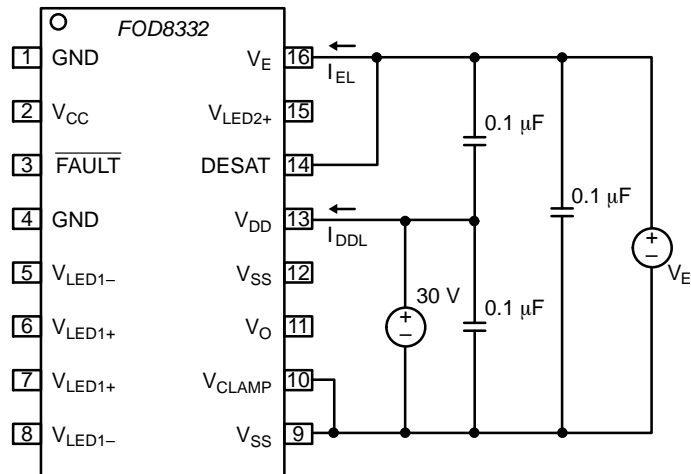 FOD8332
1 GND
2 VCC
3 FAULT
4 GND
5 VLED1–
6 VLED1+
7 VLED1+
8 VLED1–
VE 16
VLED2+ 15
DESAT 14
VDD 13
VSS 12
VO 11
VCLAMP 10
VSS 9
IEL
IDDL
0.1 μF
0.1 μF
30 V
+
–
0.1 μF
+
–
VE